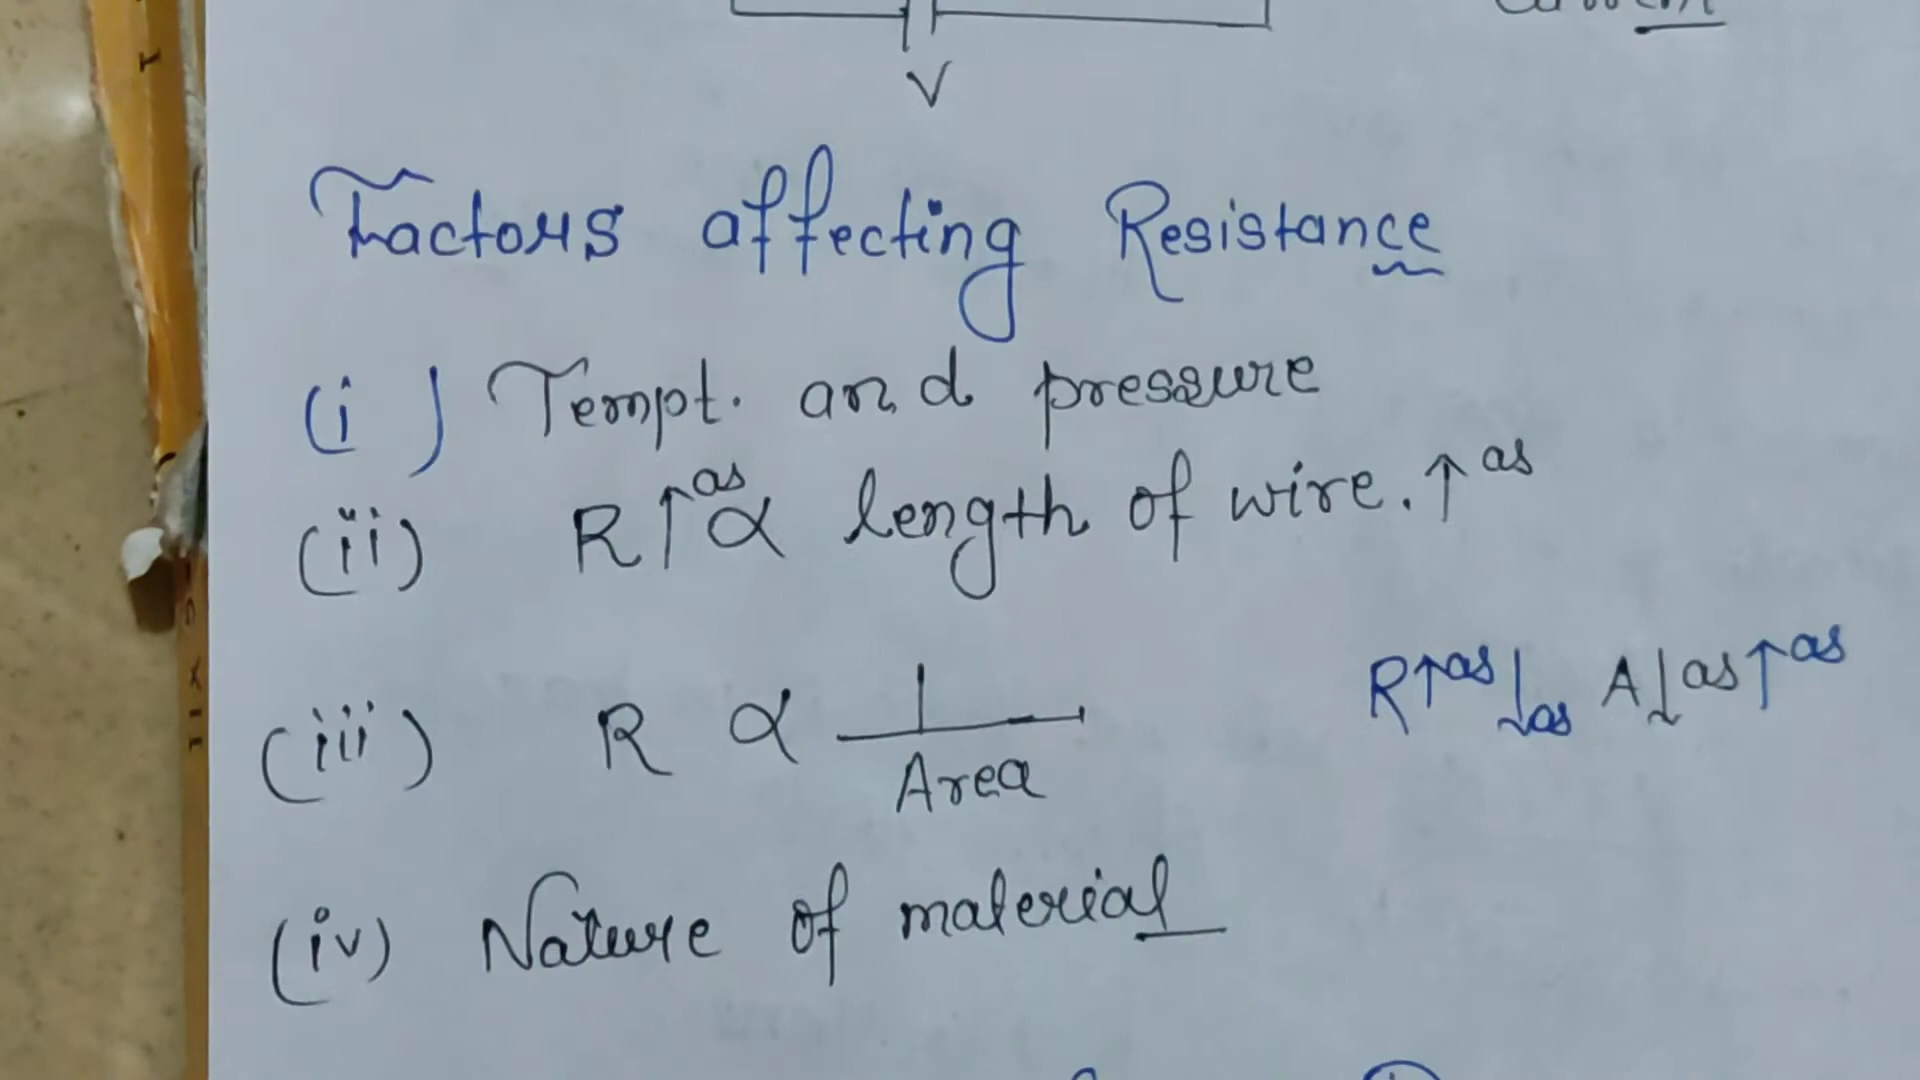 V
Factors affecting Resistance
(i) Tempt. and pressure
(ii) R↑as ∝ length of wire.↑as
(iii) R ∝ 1/Area
R↑as↓as A↓as↑as
(iv) Nature of material